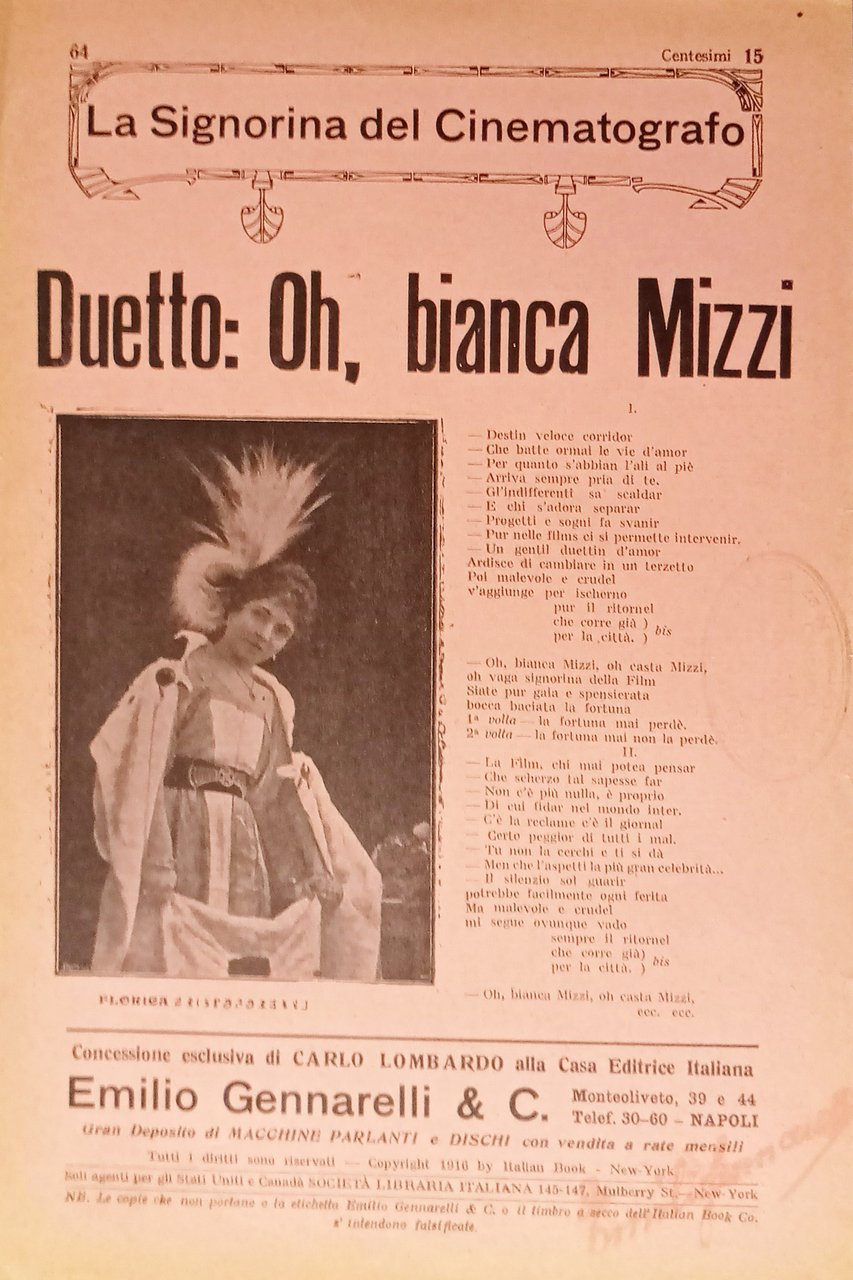 64
Centesimi 15
La Signorina del Cinematografo
Duetto: Oh, bianca Mizzi
I.
— Destin veloce corridor
— Che batte ormai le vie d'amor
— Per quanto s'abbian l'ali al piè
— Arriva sempre pria di te.
— Gl'indifferenti sa scaldar
— E chi s'adora separar
— Progetti e sogni fa svanir
— Pur nelle films ci si permette intervenir.
— Un gentil duettin d'amor
Ardisce di cambiare in un terzetto
Poi malevole e crudel
v'aggiunge per ischerno
pur il ritornel
che corre già )
per la città. ) bis
— Oh, bianca Mizzi, oh casta Mizzi,
oh vaga signorina della Film
Siate pur gaia e spensierata
bocca baciata la fortuna
1ª volta — la fortuna mai perdè.
2ª volta — la fortuna mai non la perdè.
II.
— La Film, chi mai potea pensar
— Che scherzo tal sapesse far
— Non c'è più nulla, è proprio
— Di cui fidar nel mondo inter.
— C'è la reclame c'è il giornal
— Certo peggior di tutti i mal.
— Tu non la cerchi e ti si dà
— Men che l'aspetti la più gran celebrità...
— Il silenzio sol guarir
potrebbe facilmente ogni ferita
Ma malevole e crudel
mi segue ovunque vado
sempre il ritornel
che corre già)
per la città. ) bis
— Oh, bianca Mizzi, oh casta Mizzi,
ecc. ecc.
FLORICA
Concessione esclusiva di CARLO LOMBARDO alla Casa Editrice Italiana
Emilio Gennarelli & C.
Monteoliveto, 39 e 44
Telef. 30-60 - NAPOLI
Gran Deposito di MACCHINE PARLANTI e DISCHI con vendita a rate mensili
Tutti i diritti sono riservati — Copyright 1916 by Italian Book - New-York
Soli agenti per gli Stati Uniti e Canadà SOCIETÀ LIBRARIA ITALIANA 145-147, Mulberry St.—New-York
NB. Le copie che non portano o la etichetta Emilio Gennarelli & C. o il timbro a secco dell'Italian Book Co.
s'intendono falsificate.